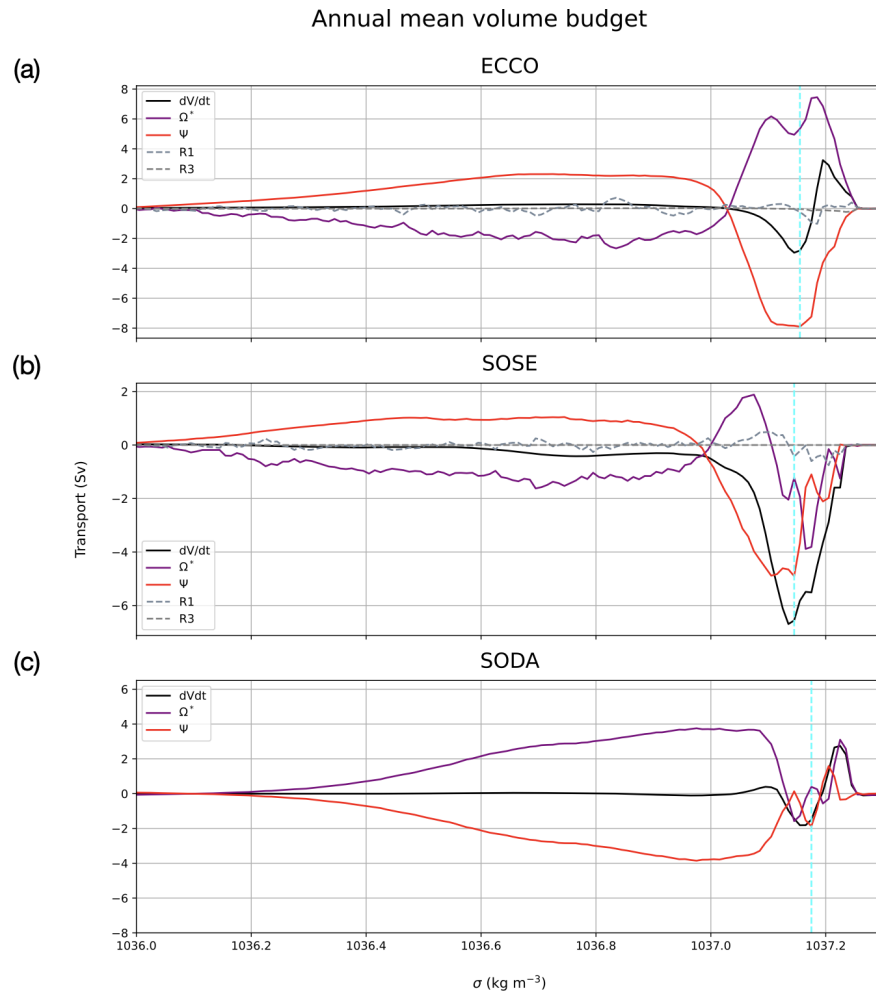 Annual mean volume budget
(a)
ECCO
8
6
4
2
0
−2
−4
−6
−8
dV/dt
Ω*
Ψ
R1
R3
(b)
SOSE
2
0
−2
−4
−6
dV/dt
Ω*
Ψ
R1
R3
Transport (Sv)
(c)
SODA
6
4
2
0
−2
−4
−6
−8
dVdt
Ω*
Ψ
1036.0 1036.2 1036.4 1036.6 1036.8 1037.0 1037.2
σ (kg m⁻³)